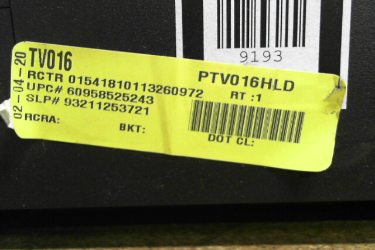 9193
02-04-20
TV016
PTV016HLD
RCTR 01541810113260972
RT :1
UPC# 60958525243
SLP# 93211253721
RCRA:
BKT:
DOT CL: